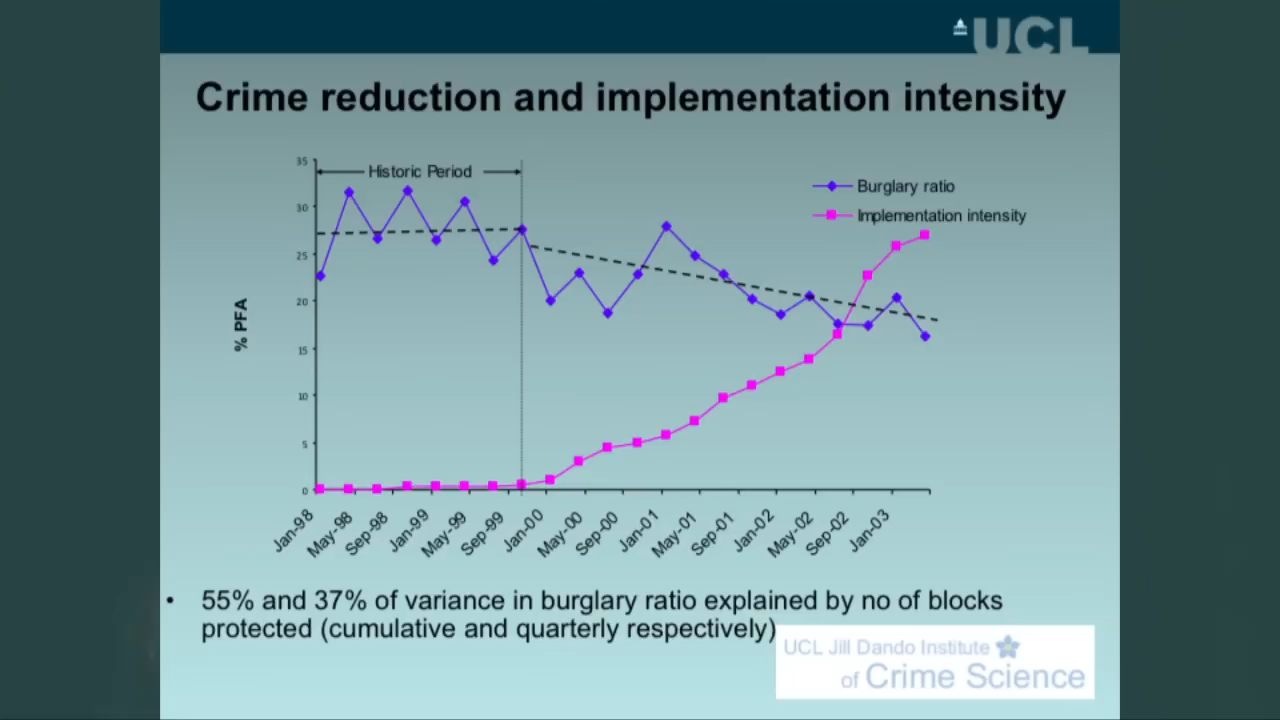 UCL
Crime reduction and implementation intensity
35
Historic Period
Burglary ratio
Implementation intensity
30
25
20
15
10
5
0
% PFA
Jan-98
May-98
Sep-98
Jan-99
May-99
Sep-99
Jan-00
May-00
Sep-00
Jan-01
May-01
Sep-01
Jan-02
May-02
Sep-02
Jan-03
• 55% and 37% of variance in burglary ratio explained by no of blocks
protected (cumulative and quarterly respectively)
UCL Jill Dando Institute
of Crime Science